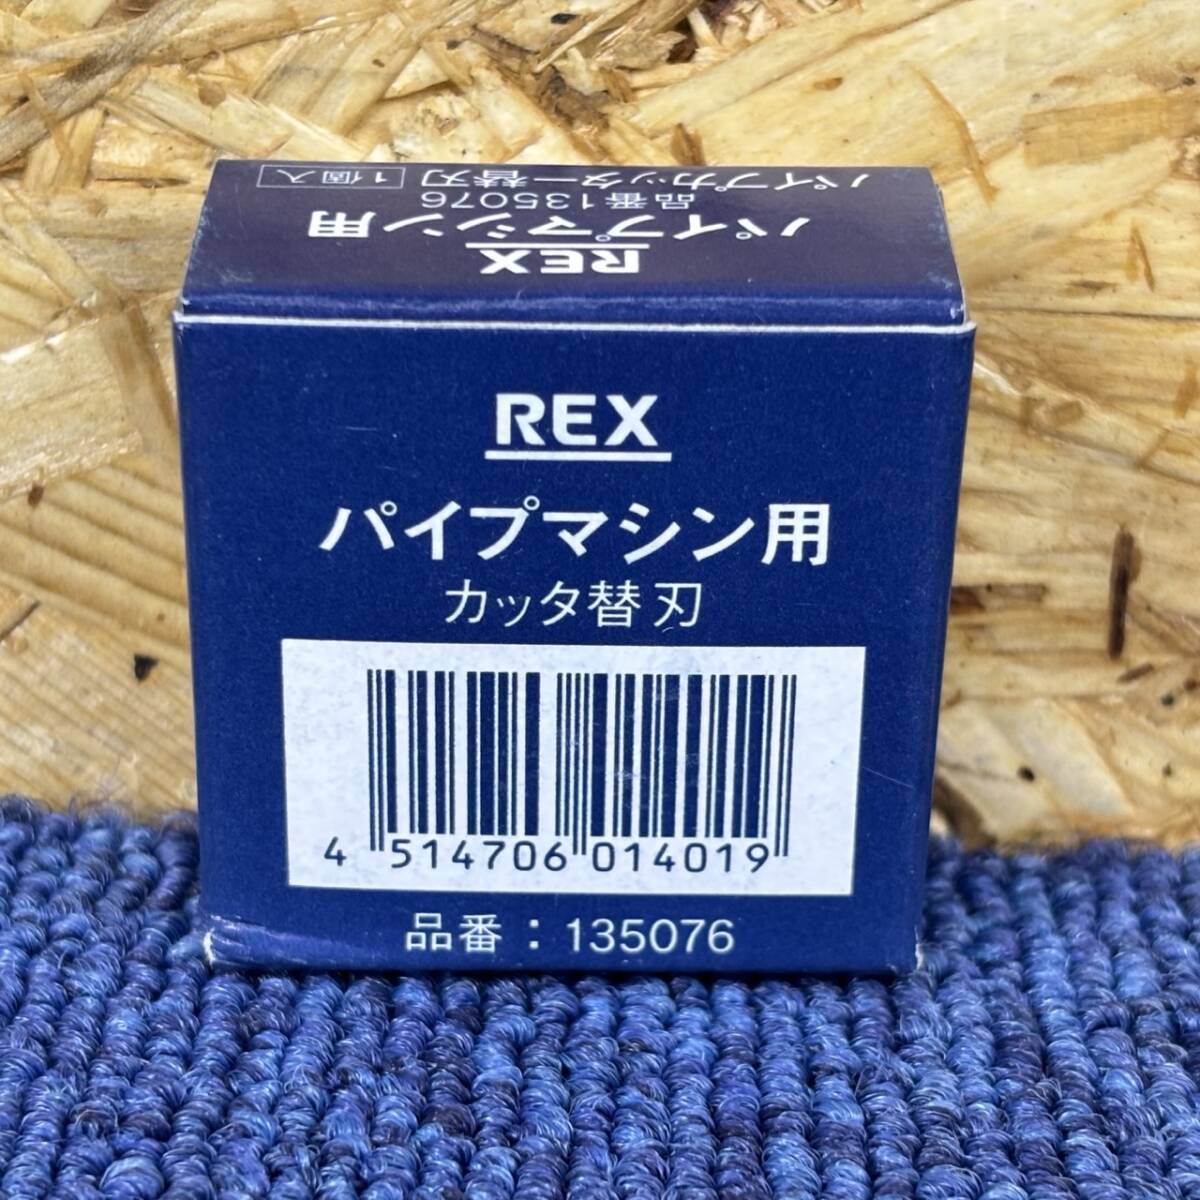 パイプカッター替刃 1個入
品番135076
パイプマシン用
REX
REX
パイプマシン用
カッタ替刃
4 514706 014019
品番：135076